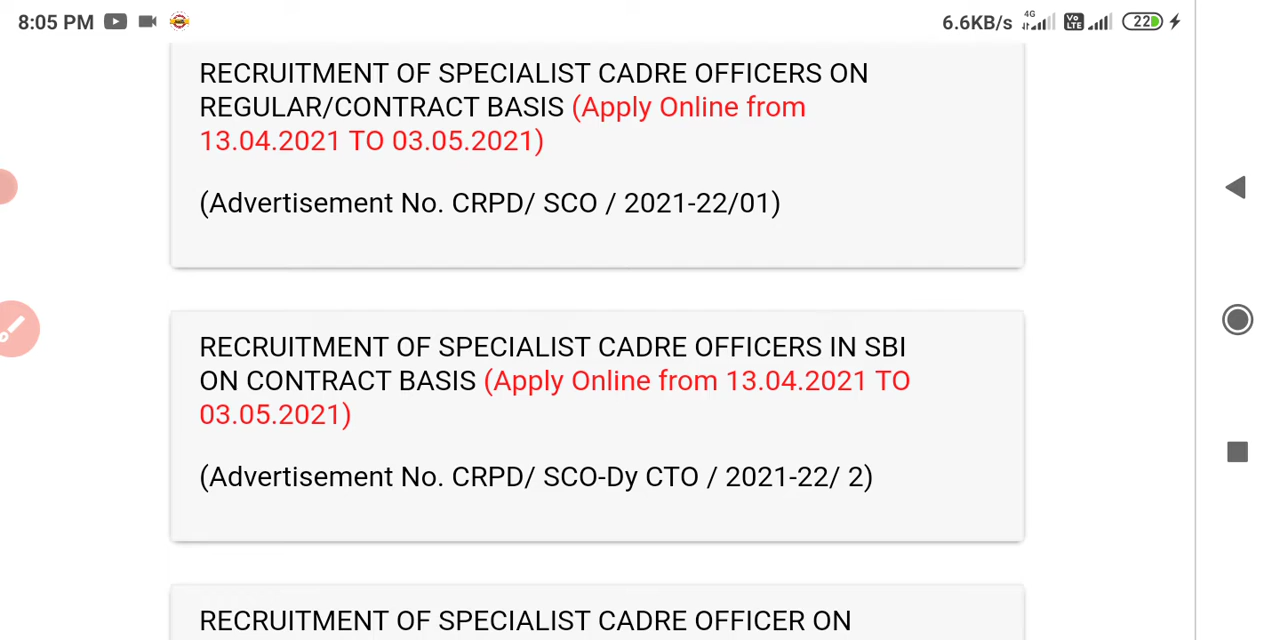 8:05 PM
6.6KB/s 4G Vo LTE 22
RECRUITMENT OF SPECIALIST CADRE OFFICERS ON
REGULAR/CONTRACT BASIS (Apply Online from
13.04.2021 TO 03.05.2021)
(Advertisement No. CRPD/ SCO / 2021-22/01)
RECRUITMENT OF SPECIALIST CADRE OFFICERS IN SBI
ON CONTRACT BASIS (Apply Online from 13.04.2021 TO
03.05.2021)
(Advertisement No. CRPD/ SCO-Dy CTO / 2021-22/ 2)
RECRUITMENT OF SPECIALIST CADRE OFFICER ON